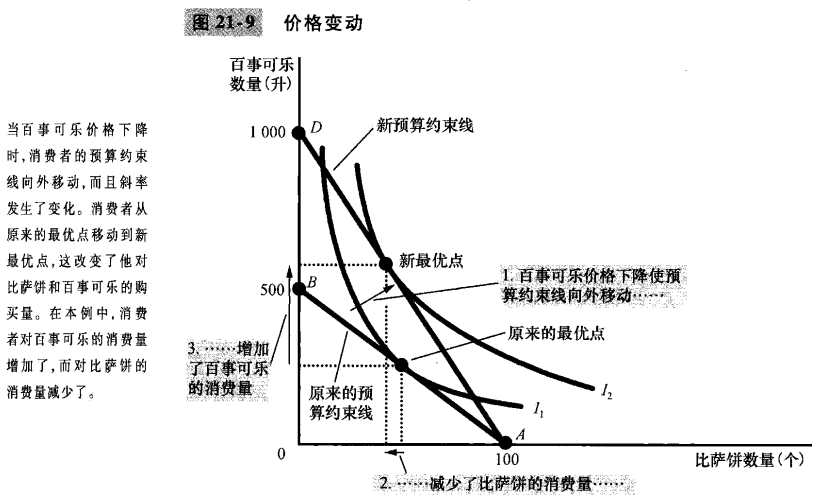 图 21-9 价格变动
当百事可乐价格下降
时,消费者的预算约束
线向外移动,而且斜率
发生了变化。消费者从
原来的最优点移动到新
最优点,这改变了他对
比萨饼和百事可乐的购
买量。在本例中,消费
者对百事可乐的消费量
增加了,而对比萨饼的
消费量减少了。
百事可乐
数量(升)
1 000
D
新预算约束线
新最优点
500
B
1. 百事可乐价格下降使预
算约束线向外移动……
原来的最优点
3. ……增加
了百事可乐
的消费量
原来的预
算约束线
I₁
I₂
A
0
100
比萨饼数量(个)
2. ……减少了比萨饼的消费量……